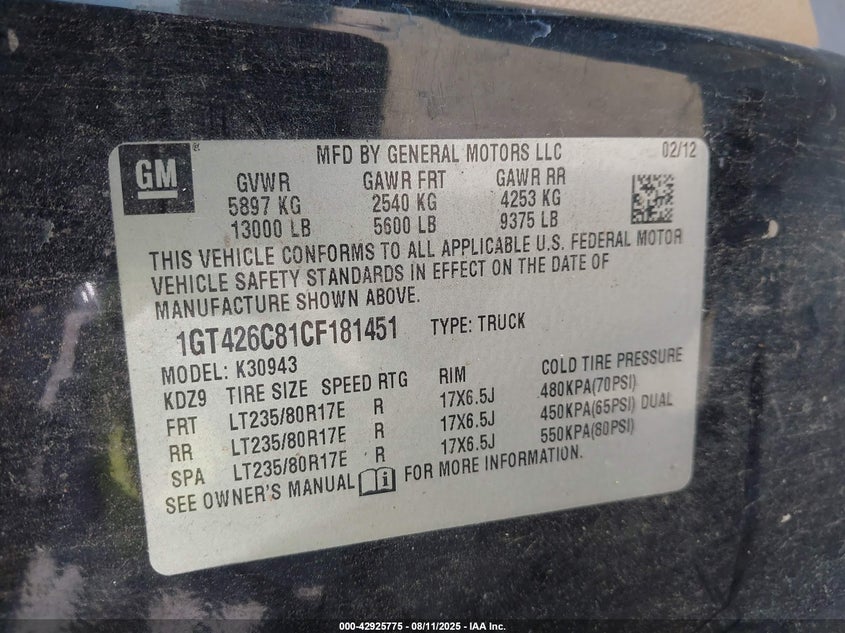 GM
MFD BY GENERAL MOTORS LLC 02/12
GVWR GAWR FRT GAWR RR
5897 KG 2540 KG 4253 KG
13000 LB 5600 LB 9375 LB
THIS VEHICLE CONFORMS TO ALL APPLICABLE U.S. FEDERAL MOTOR
VEHICLE SAFETY STANDARDS IN EFFECT ON THE DATE OF
MANUFACTURE SHOWN ABOVE.
1GT426C81CF181451 TYPE: TRUCK
MODEL: K30943
KDZ9 TIRE SIZE SPEED RTG RIM COLD TIRE PRESSURE
FRT LT235/80R17E R 17X6.5J 480KPA(70PSI)
RR LT235/80R17E R 17X6.5J 450KPA(65PSI) DUAL
SPA LT235/80R17E R 17X6.5J 550KPA(80PSI)
SEE OWNER'S MANUAL FOR MORE INFORMATION.
000-42925775 - 08/11/2025 - IAA Inc.